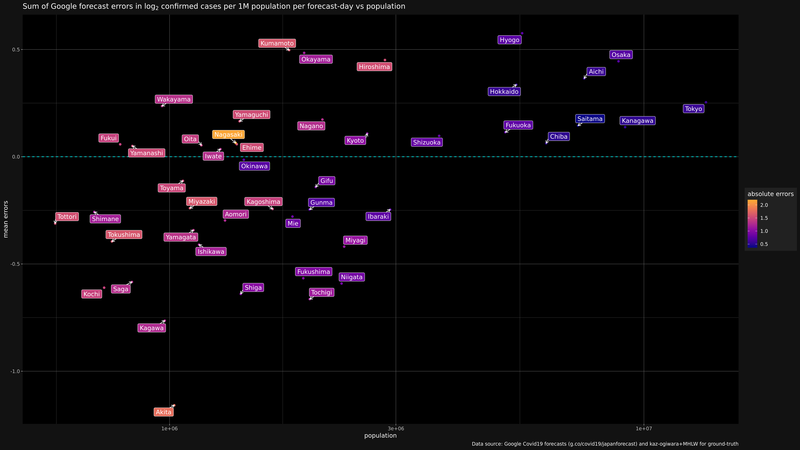 Sum of Google forecast errors in log₂ confirmed cases per 1M population per forecast-day vs population
Kumamoto
Hyogo
0.5
Okayama
Osaka
Hiroshima
Aichi
Hokkaido
Wakayama
Tokyo
Yamaguchi
Saitama
Kanagawa
Nagano
Fukuoka
Nagasaki
Chiba
Fukui
Oita
Kyoto
Shizuoka
Ehime
Yamanashi
Iwate
0.0
Okinawa
Gifu
Toyama
Miyazaki
Kagoshima
Gunma
absolute errors
2.0
1.5
1.0
0.5
mean errors
Tottori
Shimane
Aomori
Ibaraki
Mie
Tokushima
Yamagata
Miyagi
Ishikawa
-0.5
Fukushima
Niigata
Saga
Shiga
Kochi
Tochigi
Kagawa
-1.0
Akita
1e+06
3e+06
1e+07
population
Data source: Google Covid19 forecasts (g.co/covid19/japanforecast) and kaz-ogiwara+MHLW for ground-truth